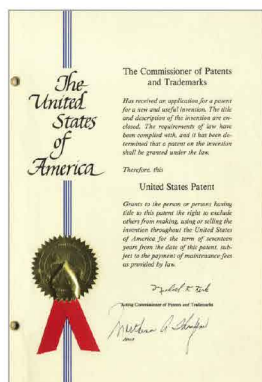 The
United
States
of
America
The Commissioner of Patents
and Trademarks
Has received an application for a patent
for a new and useful invention. The title
and description of the invention are en-
closed. The requirements of law have
been complied with, and it has been de-
termined that a patent on the invention
shall be granted under the law.
Therefore, this
United States Patent
Grants to the person or persons having
title to this patent the right to exclude
others from making, using or selling the
invention throughout the United States
of America for the term of seventeen
years from the date of this patent, sub-
ject to the payment of maintenance fees
as provided by law.
Acting Commissioner of Patents and Trademarks
Attest